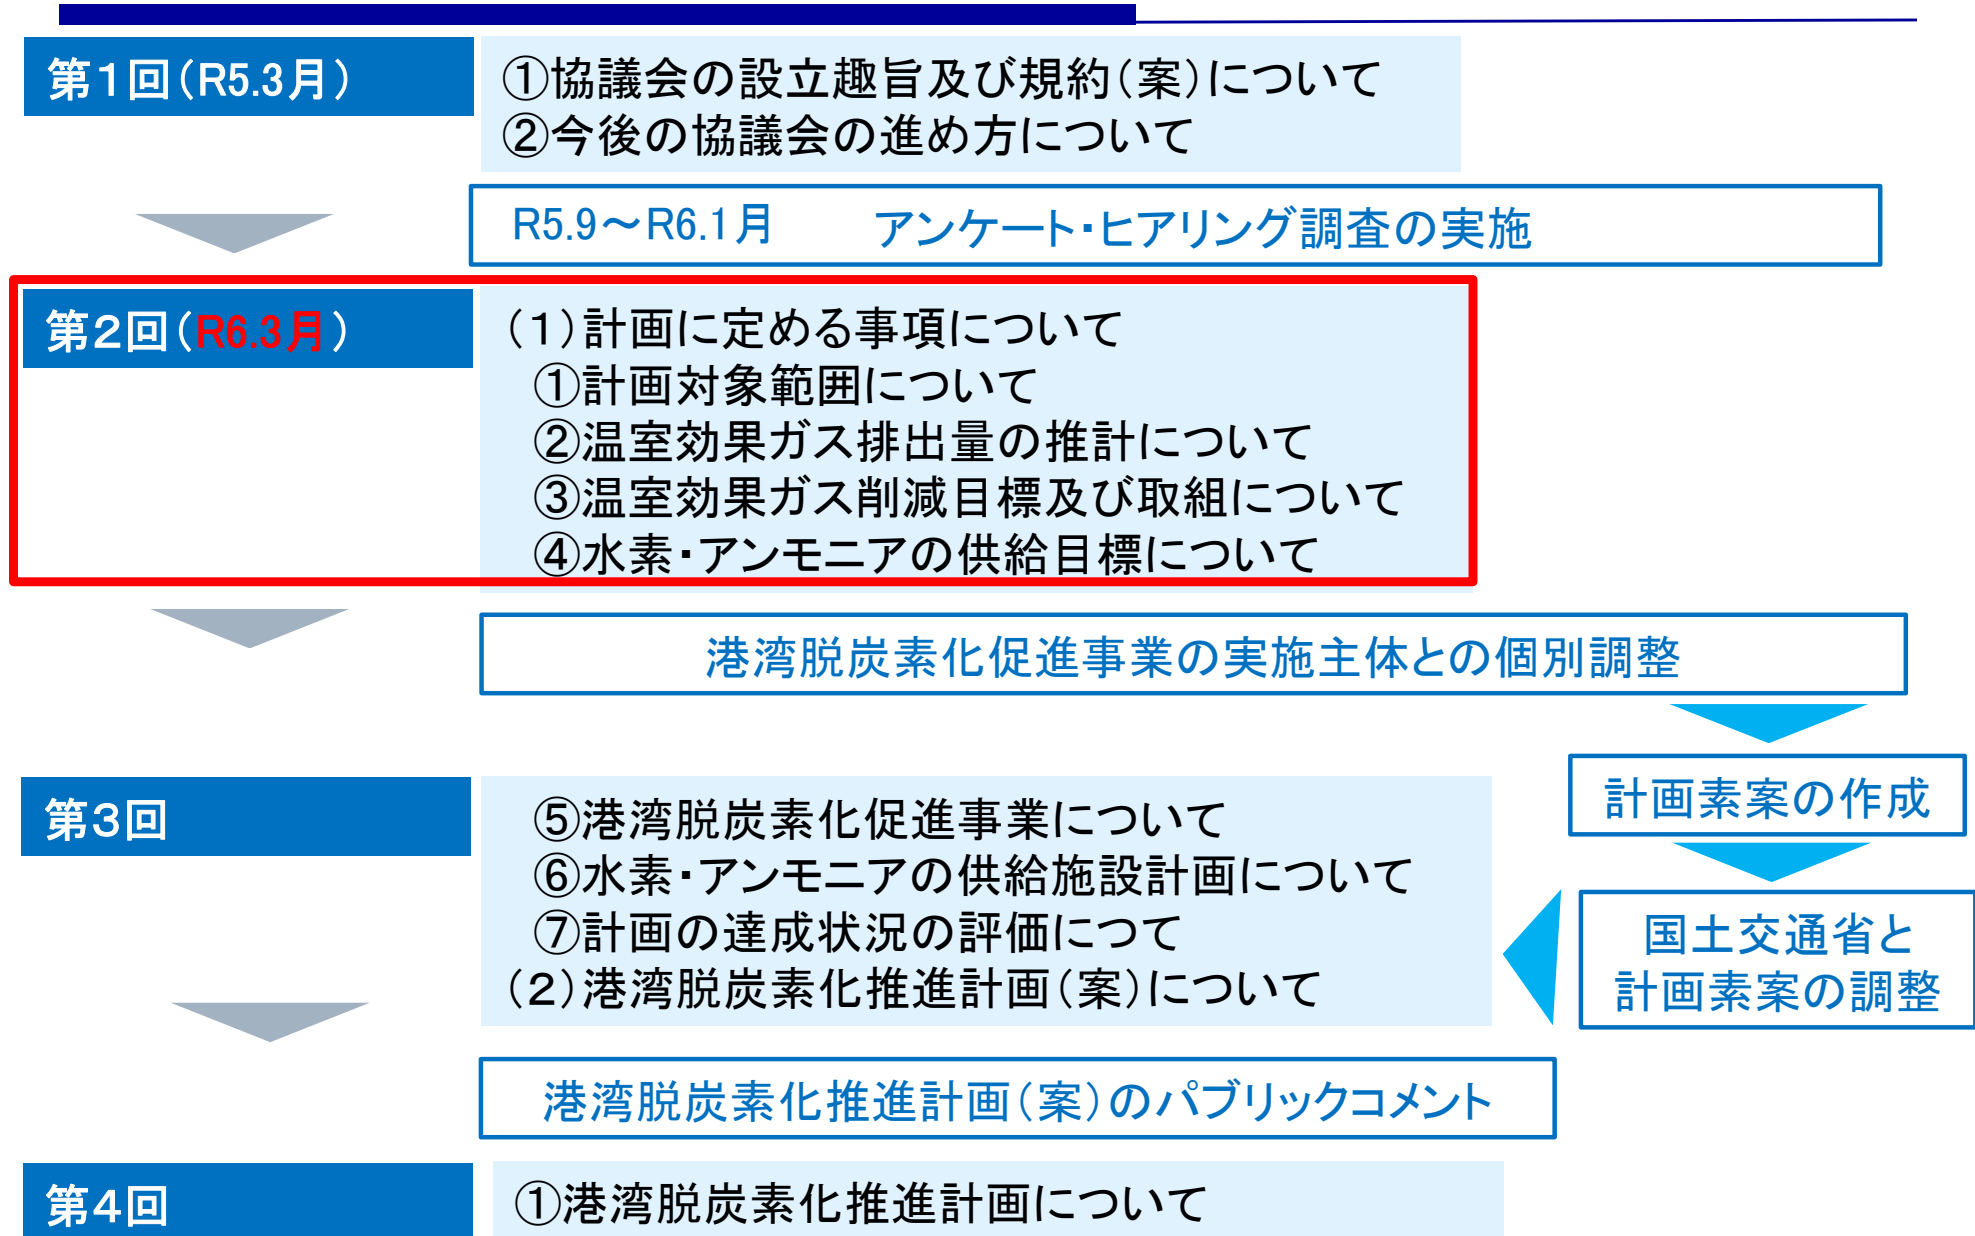 第1回(R5.3月)
①協議会の設立趣旨及び規約(案)について
②今後の協議会の進め方について
R5.9～R6.1月 アンケート・ヒアリング調査の実施
第2回(R6.3月)
(1)計画に定める事項について
①計画対象範囲について
②温室効果ガス排出量の推計について
③温室効果ガス削減目標及び取組について
④水素・アンモニアの供給目標について
港湾脱炭素化促進事業の実施主体との個別調整
計画素案の作成
国土交通省と
計画素案の調整
第3回
⑤港湾脱炭素化促進事業について
⑥水素・アンモニアの供給施設計画について
⑦計画の達成状況の評価につて
(2)港湾脱炭素化推進計画(案)について
港湾脱炭素化推進計画(案)のパブリックコメント
第4回
①港湾脱炭素化推進計画について